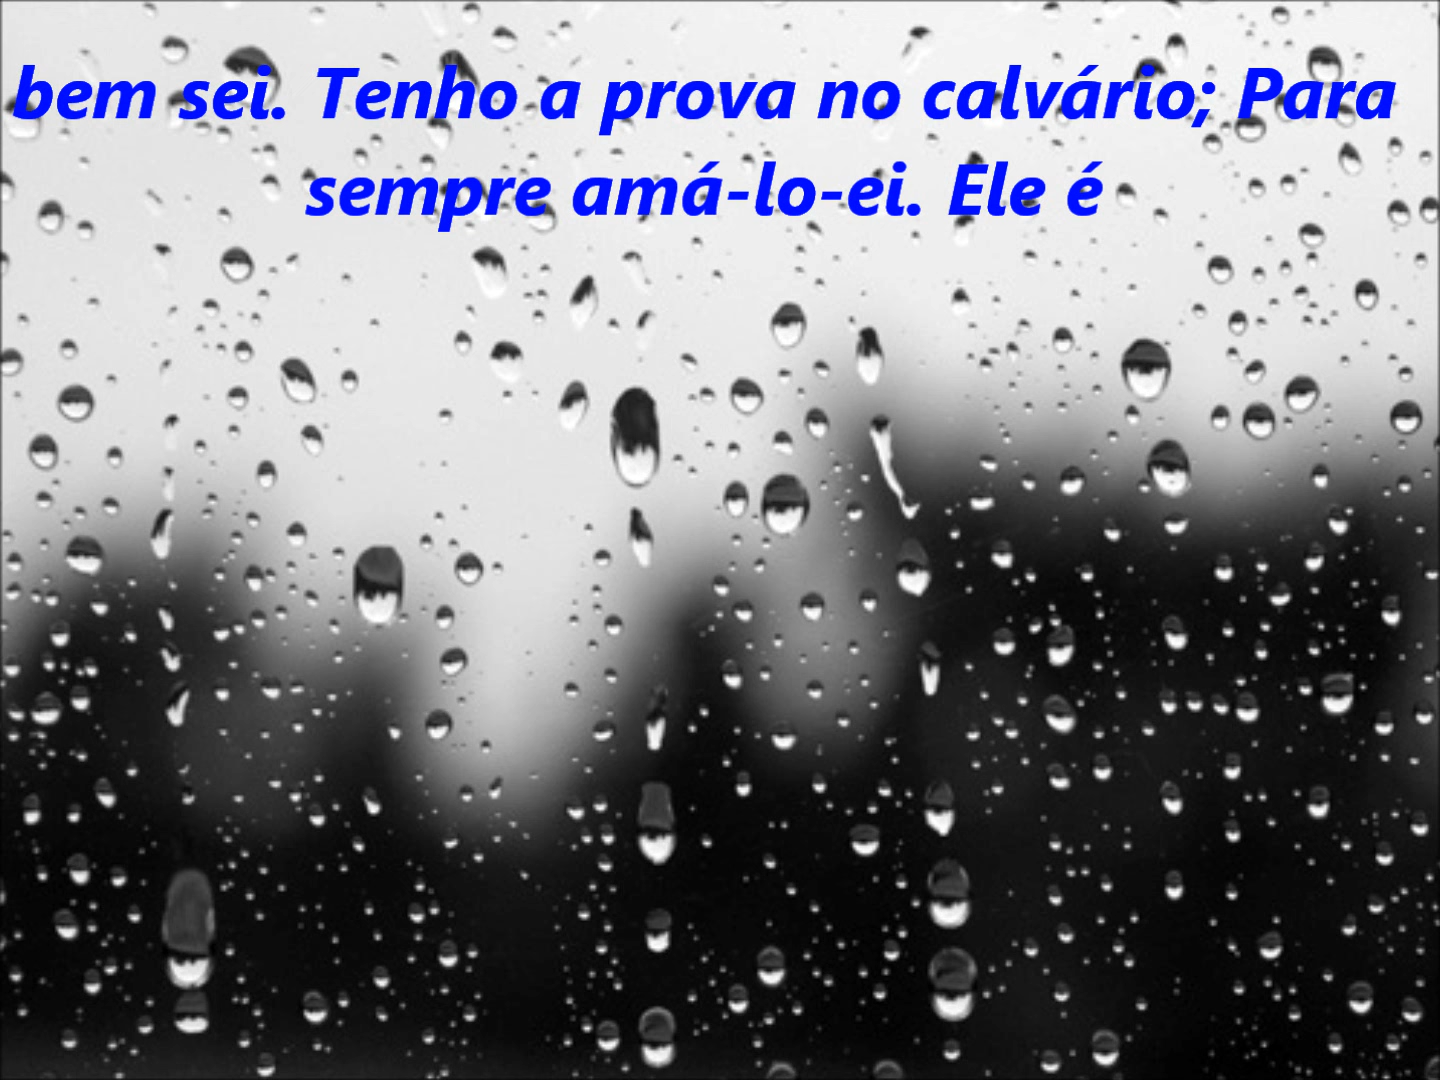 bem sei. Tenho a prova no calvário; Para
sempre amá-lo-ei. Ele é